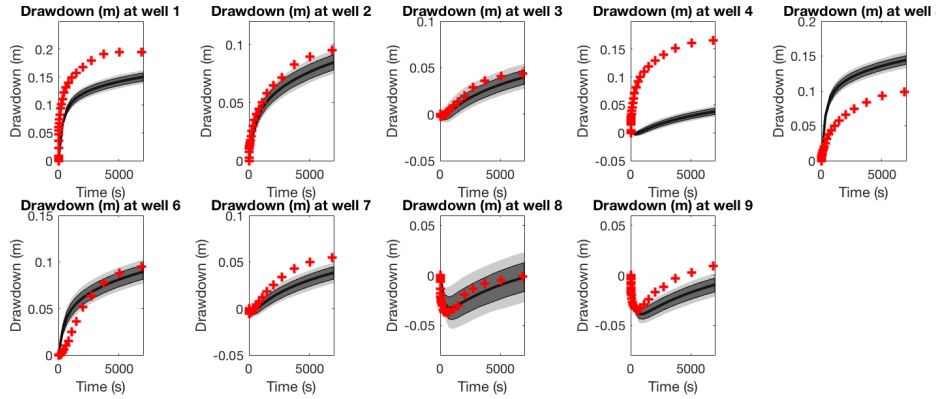 Drawdown (m) at well 1
Drawdown (m)
0.2
0.15
0.1
0.05
0
5000
Time (s)
Drawdown (m) at well 2
Drawdown (m)
0.1
0.05
0
5000
Time (s)
Drawdown (m) at well 3
Drawdown (m)
0.1
0.05
0
-0.05
5000
Time (s)
Drawdown (m) at well 4
Drawdown (m)
0.2
0.15
0.1
0.05
0
-0.05
5000
Time (s)
Drawdown (m) at well
Drawdown (m)
0.2
0.15
0.1
0.05
0
5000
Time (s)
Drawdown (m) at well 6
Drawdown (m)
0.15
0.1
0.05
0
0
5000
Time (s)
Drawdown (m) at well 7
Drawdown (m)
0.1
0.05
0
-0.05
0
5000
Time (s)
Drawdown (m) at well 8
Drawdown (m)
0
-0.05
0
5000
Time (s)
Drawdown (m) at well 9
Drawdown (m)
0
-0.05
0
5000
Time (s)